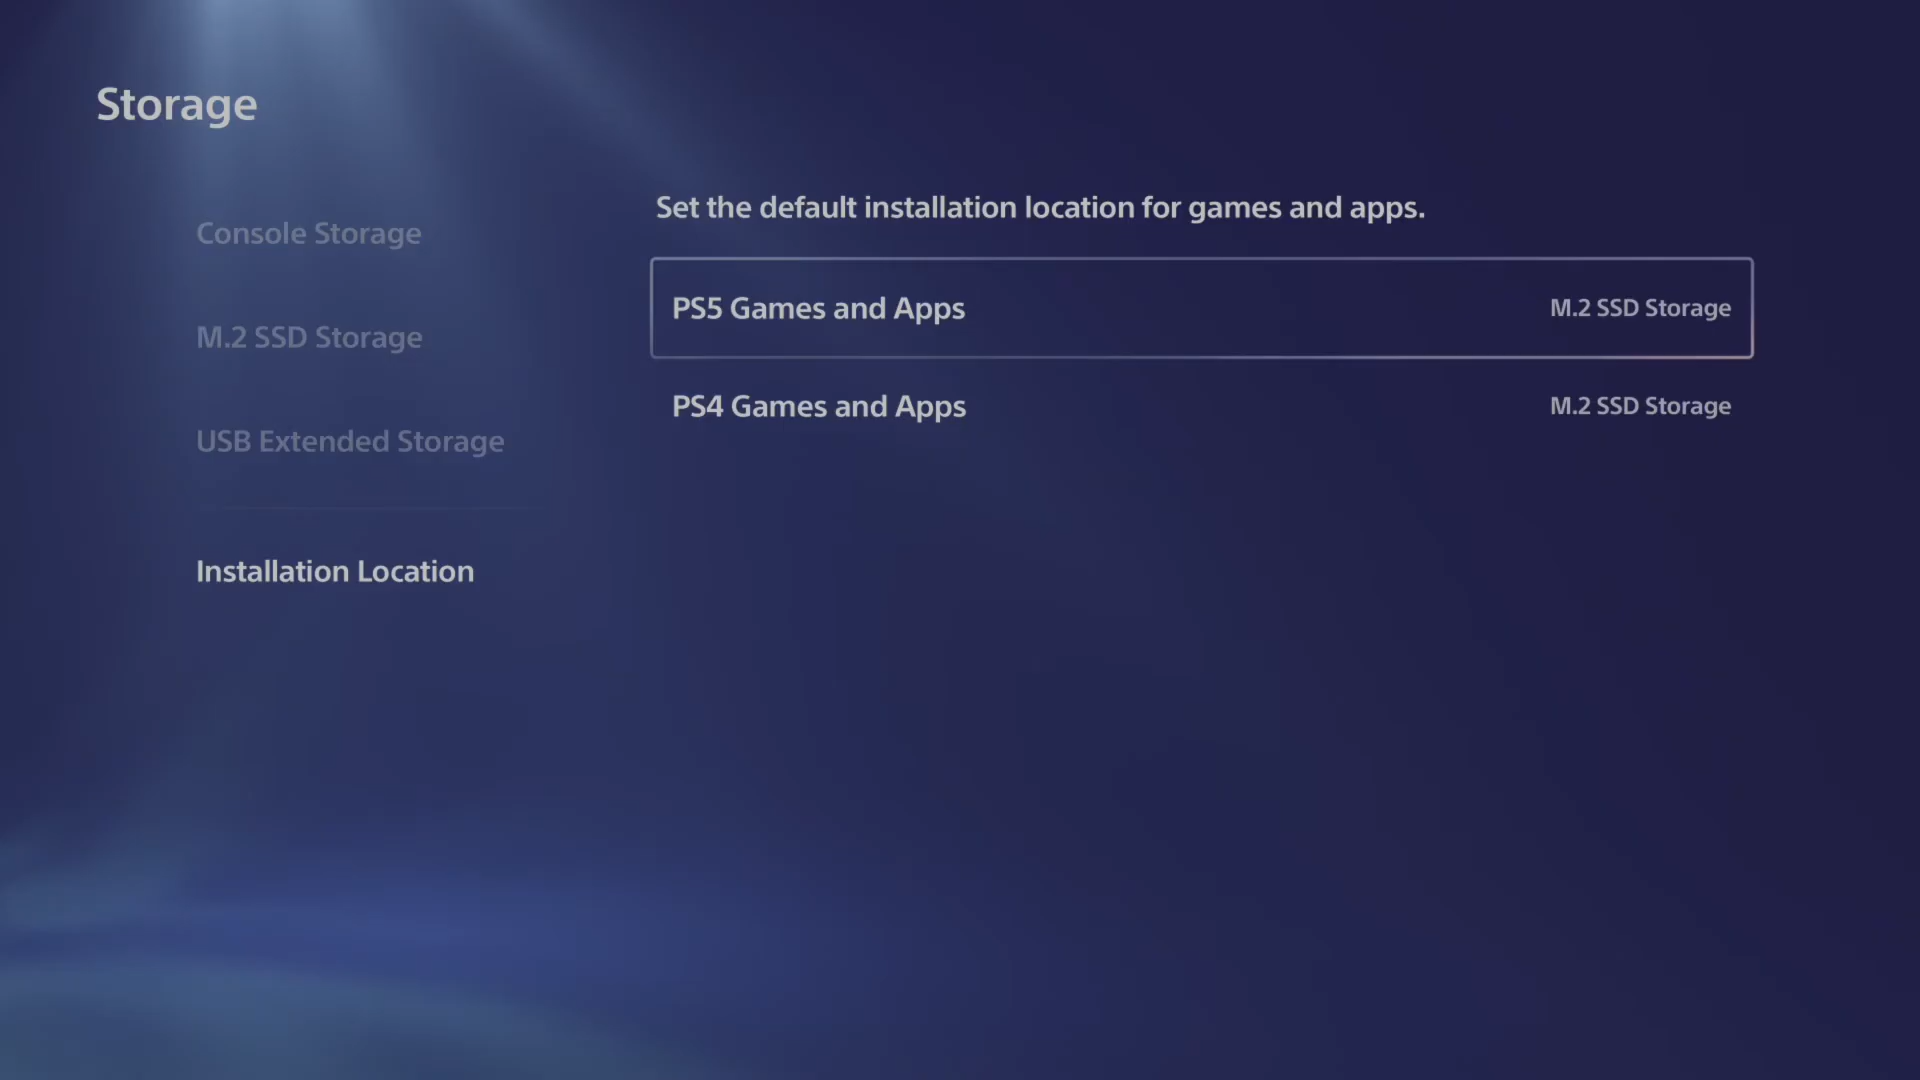 Storage
Console Storage
M.2 SSD Storage
USB Extended Storage
Installation Location
Set the default installation location for games and apps.
PS5 Games and Apps M.2 SSD Storage
PS4 Games and Apps M.2 SSD Storage